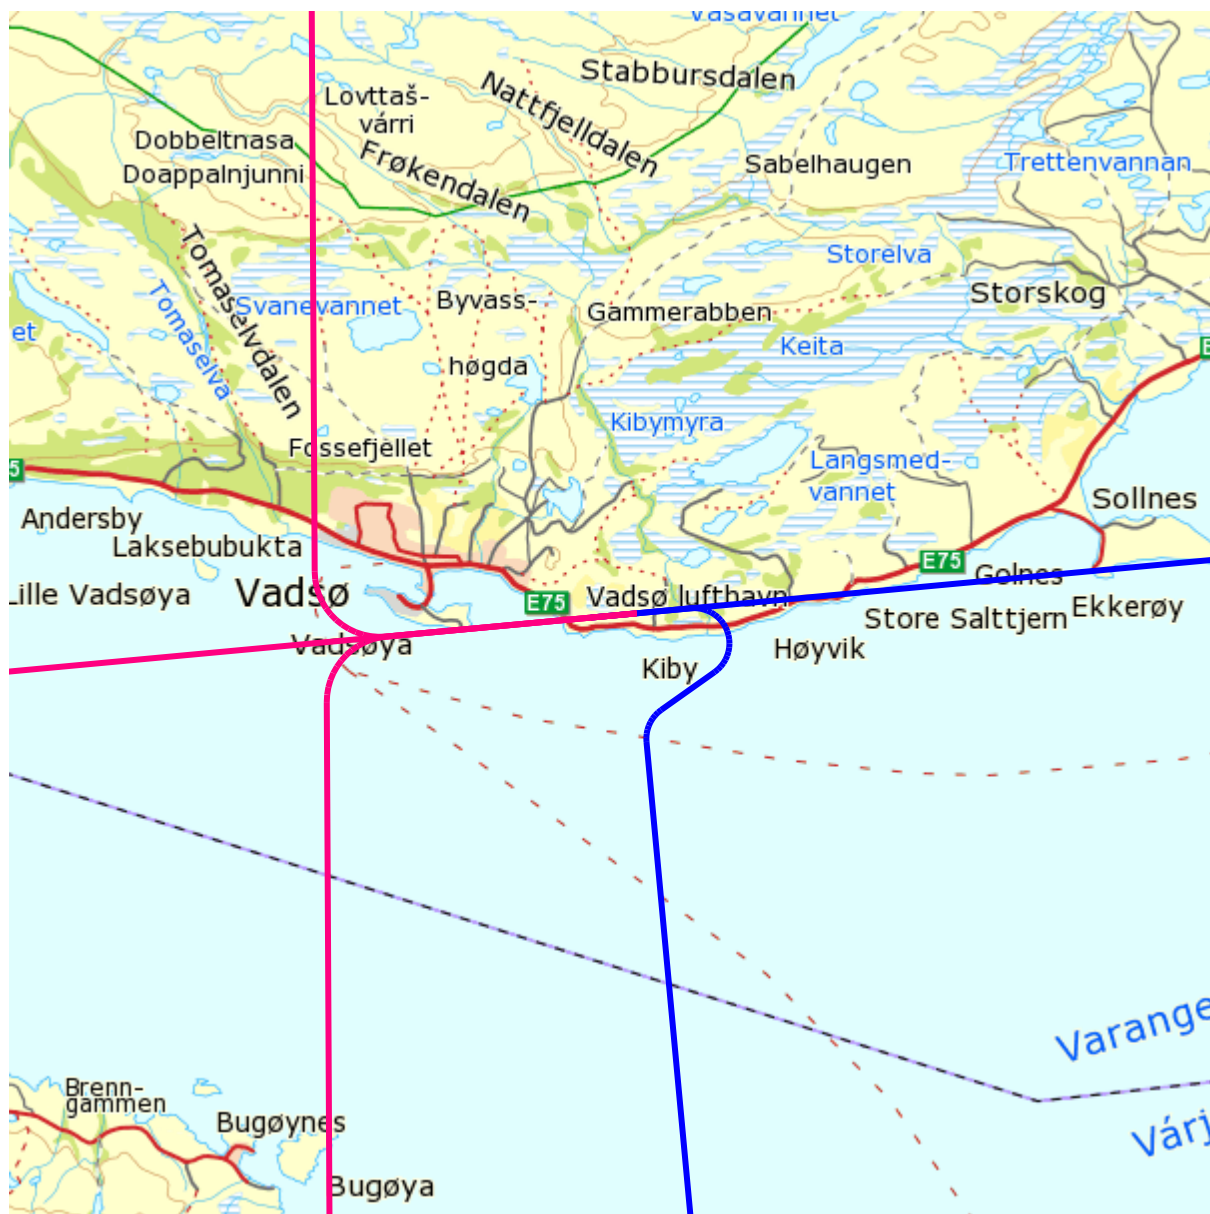 Vasavannet
Stabbursdalen
Nattfjelldalen
Lovttaš-
várri
Dobbeltnasa
Doappalnjunni
Frøkendalen
Sabelhaugen
Trettenvannan
Storelva
Tomaselvdalen
Tomaselva
Svanevannet
Byvass-
høgda
Gammerabben
Storskog
Keita
et
E
Kibymyra
Fossefjellet
Langsmed-
vannet
5
Andersby
Laksebubukta
Sollnes
E75
Golnes
Lille Vadsøya
Vadsø
E75
Vadsø lufthavn
Store Salttjern
Ekkerøy
Vadsøya
Kiby
Høyvik
Varange
Várj
Brenn-
gammen
Bugøynes
Bugøya